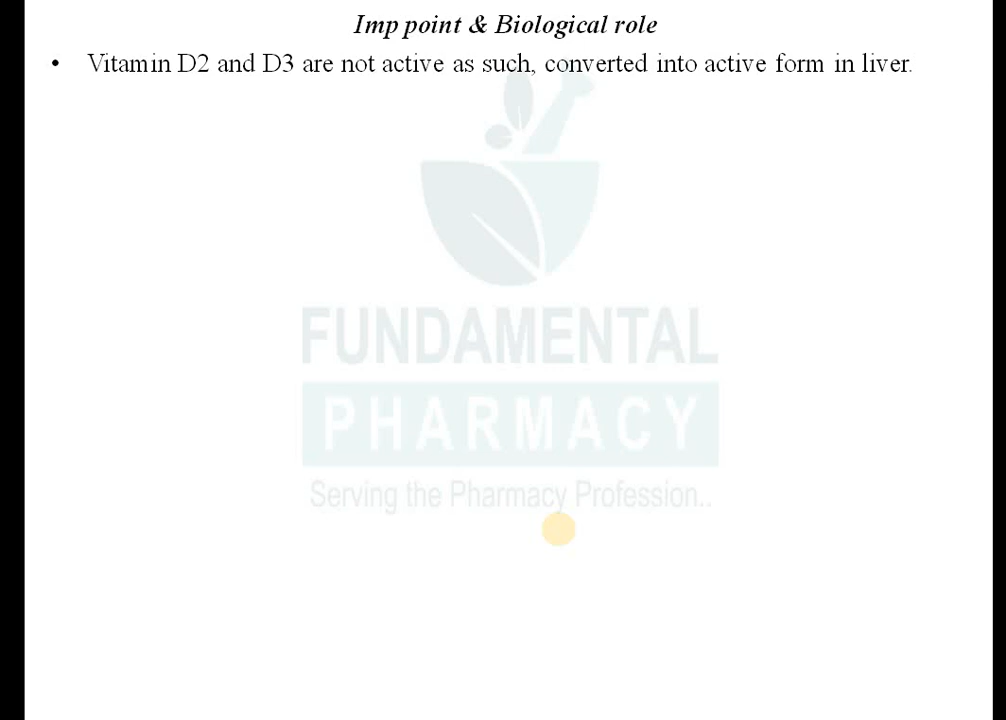 Imp point & Biological role
• Vitamin D2 and D3 are not active as such, converted into active form in liver.
FUNDAMENTAL
PHARMACY
Serving the Pharmacy Profession..